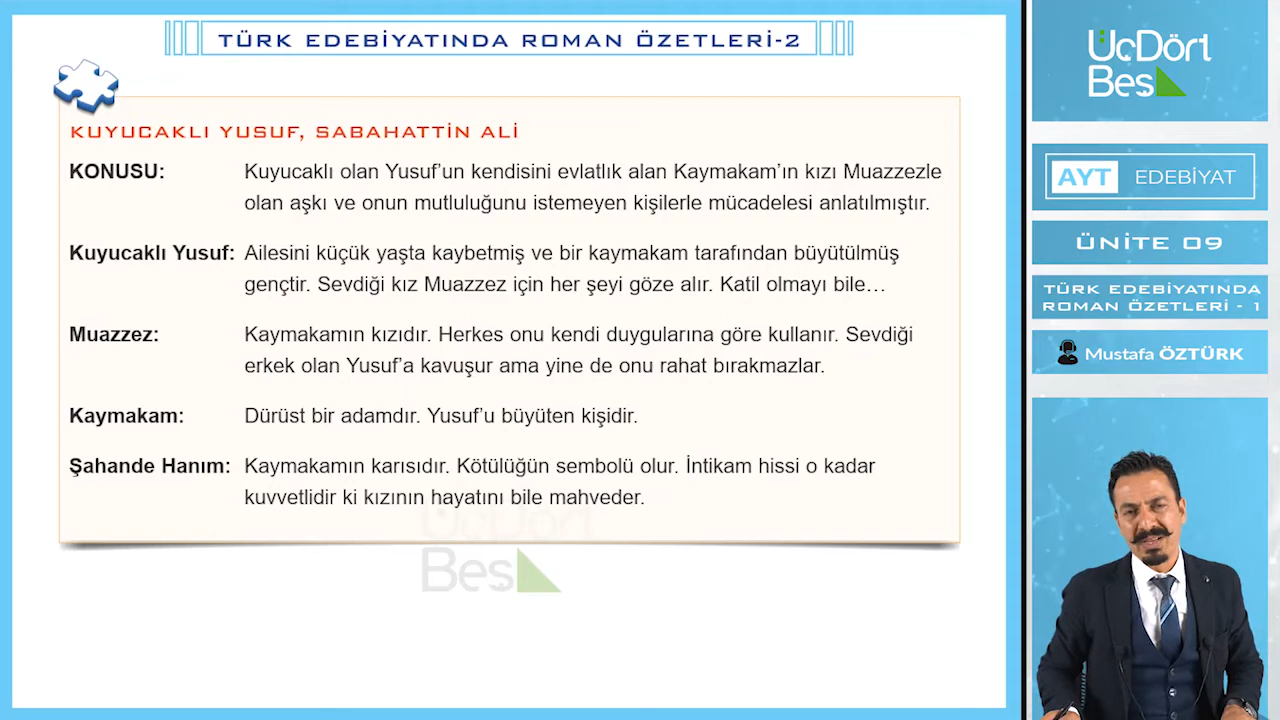 TÜRK EDEBİYATINDA ROMAN ÖZETLERİ-2
KUYUCAKLI YUSUF, SABAHATTİN ALİ
KONUSU: Kuyucaklı olan Yusuf’un kendisini evlatlık alan Kaymakam’ın kızı Muazzezle
olan aşkı ve onun mutluluğunu istemeyen kişilerle mücadelesi anlatılmıştır.
Kuyucaklı Yusuf: Ailesini küçük yaşta kaybetmiş ve bir kaymakam tarafından büyütülmüş
gençtir. Sevdiği kız Muazzez için her şeyi göze alır. Katil olmayı bile…
Muazzez: Kaymakamın kızıdır. Herkes onu kendi duygularına göre kullanır. Sevdiği
erkek olan Yusuf’a kavuşur ama yine de onu rahat bırakmazlar.
Kaymakam: Dürüst bir adamdır. Yusuf’u büyüten kişidir.
Şahande Hanım: Kaymakamın karısıdır. Kötülüğün sembolü olur. İntikam hissi o kadar
kuvvetlidir ki kızının hayatını bile mahveder.
ÜçDört
Beş
ÜçDört
Beş
AYT EDEBİYAT
ÜNİTE 09
TÜRK EDEBİYATINDA
ROMAN ÖZETLERİ - 1
Mustafa ÖZTÜRK